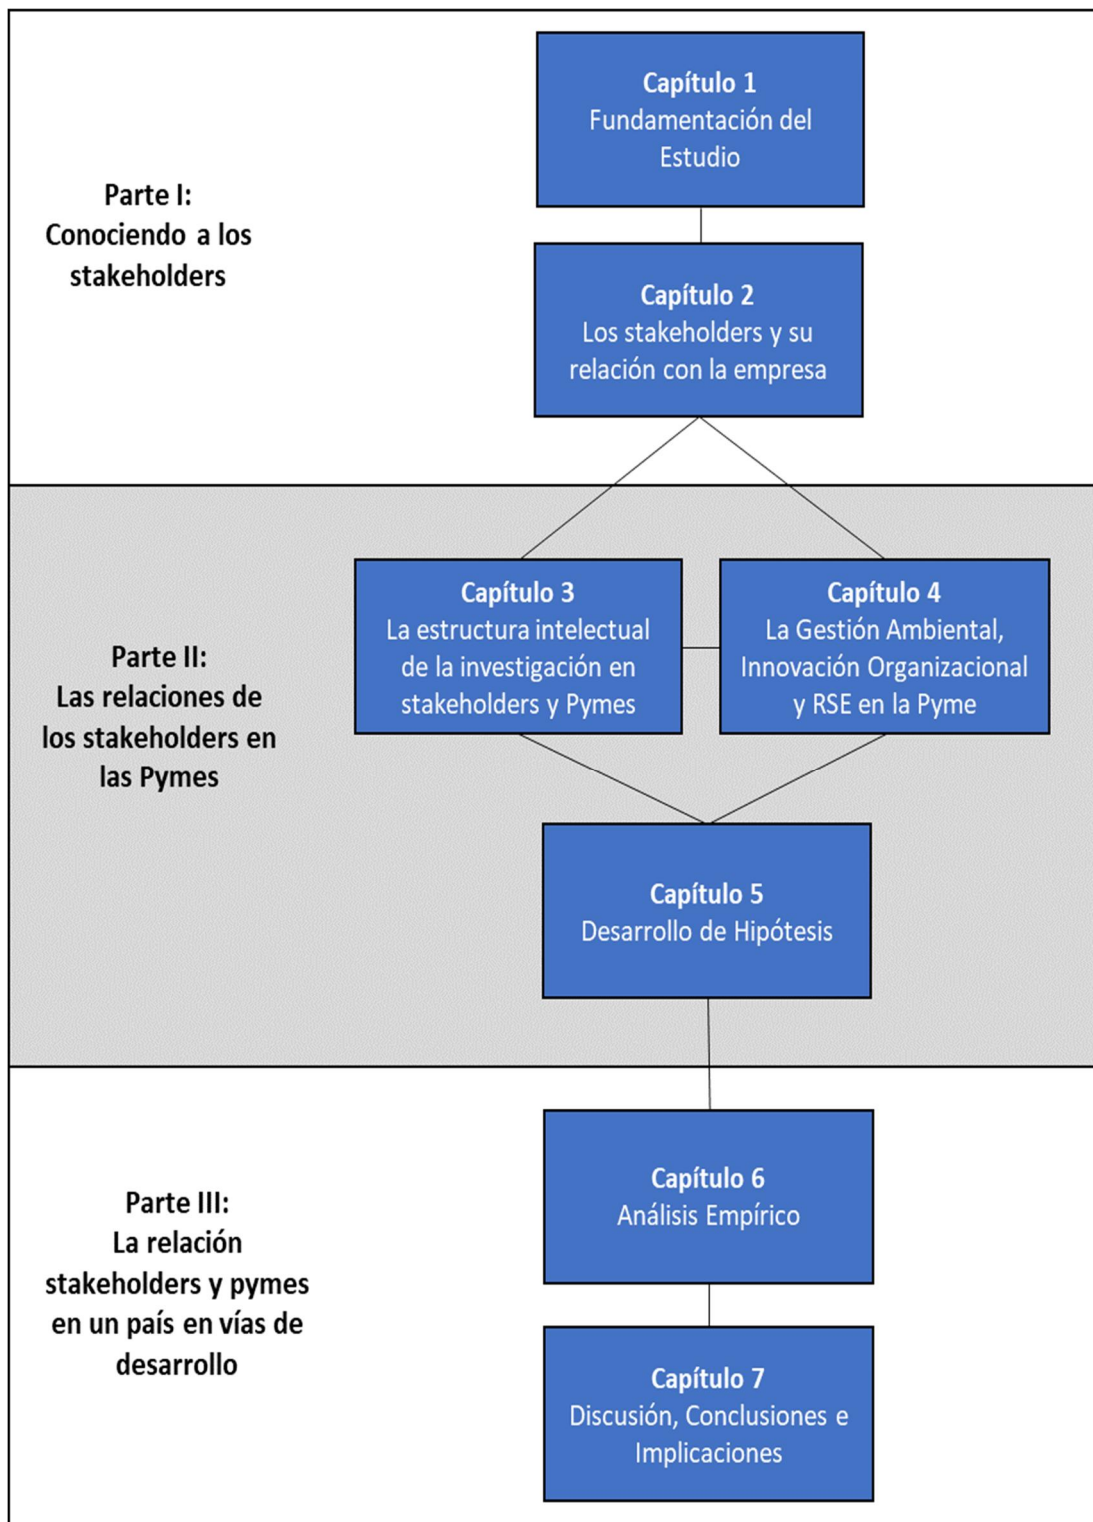 Parte I:
Conociendo a los
stakeholders
Capítulo 1
Fundamentación del
Estudio
Capítulo 2
Los stakeholders y su
relación con la empresa
Parte II:
Las relaciones de
los stakeholders en
las Pymes
Capítulo 3
La estructura intelectual
de la investigación en
stakeholders y Pymes
Capítulo 4
La Gestión Ambiental,
Innovación Organizacional
y RSE en la Pyme
Capítulo 5
Desarrollo de Hipótesis
Parte III:
La relación
stakeholders y pymes
en un país en vías de
desarrollo
Capítulo 6
Análisis Empírico
Capítulo 7
Discusión, Conclusiones e
Implicaciones